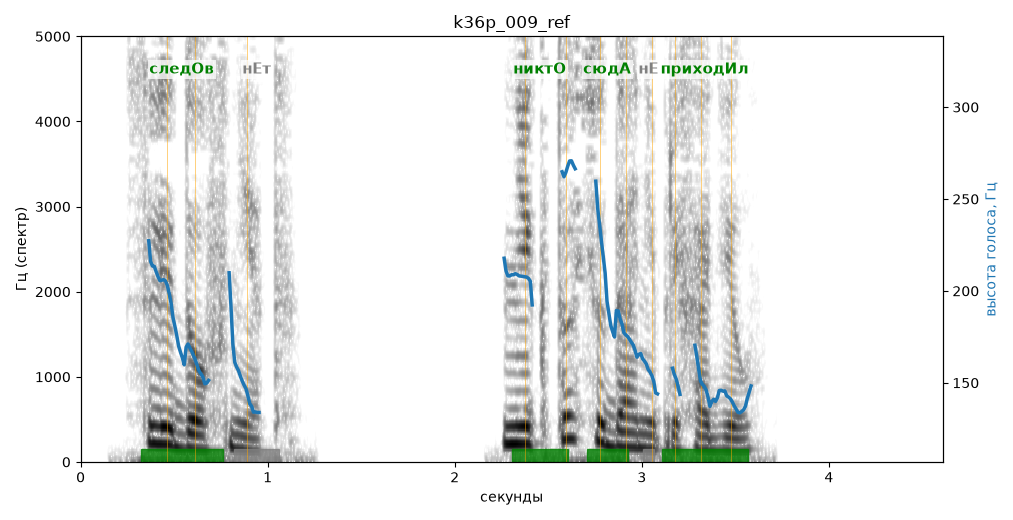 k36p_009_ref
5000
4000
3000
2000
1000
0
Гц (спектр)
следОв нЕт никтО сюдА нЕ приходИл
300
250
200
150
высота голоса, Гц
0 1 2 3 4
секунды